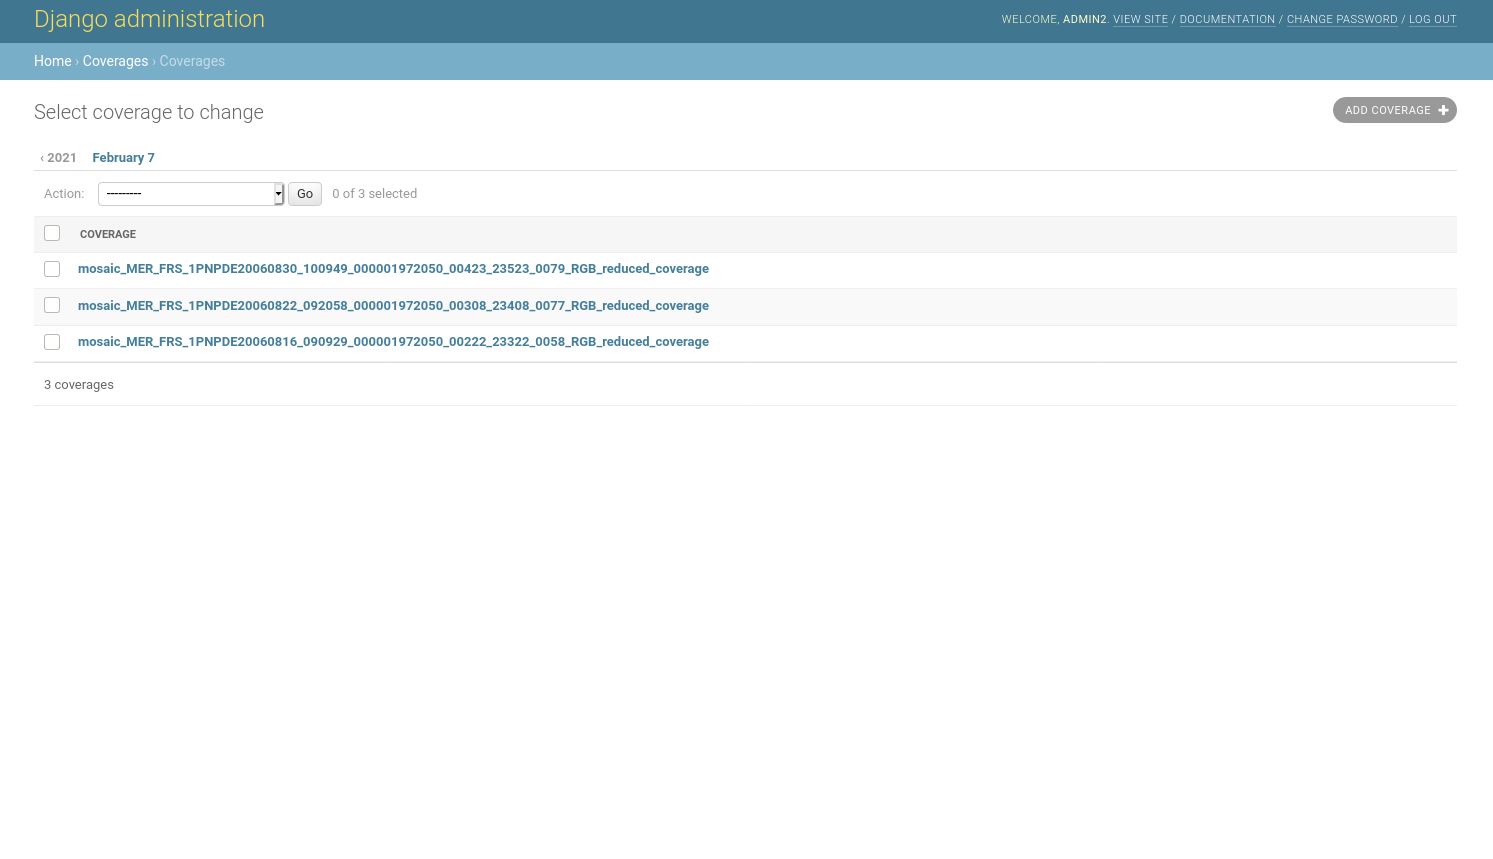 Django administration
WELCOME, ADMIN2. VIEW SITE / DOCUMENTATION / CHANGE PASSWORD / LOG OUT
Home › Coverages › Coverages
Select coverage to change
ADD COVERAGE
‹ 2021 February 7
Action: --------- Go 0 of 3 selected
COVERAGE
mosaic_MER_FRS_1PNPDE20060830_100949_000001972050_00423_23523_0079_RGB_reduced_coverage
mosaic_MER_FRS_1PNPDE20060822_092058_000001972050_00308_23408_0077_RGB_reduced_coverage
mosaic_MER_FRS_1PNPDE20060816_090929_000001972050_00222_23322_0058_RGB_reduced_coverage
3 coverages